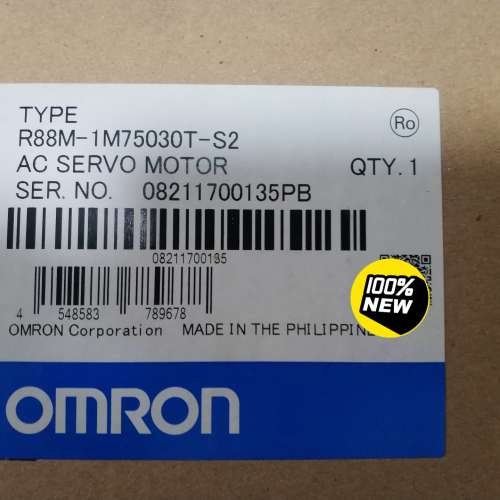 TYPE
Ro
R88M-1M75030T-S2
AC SERVO MOTOR QTY. 1
SER. NO. 08211700135PB
08211700135
4 548583 789678
100%
NEW
OMRON Corporation MADE IN THE PHILIPPINE
OMRON